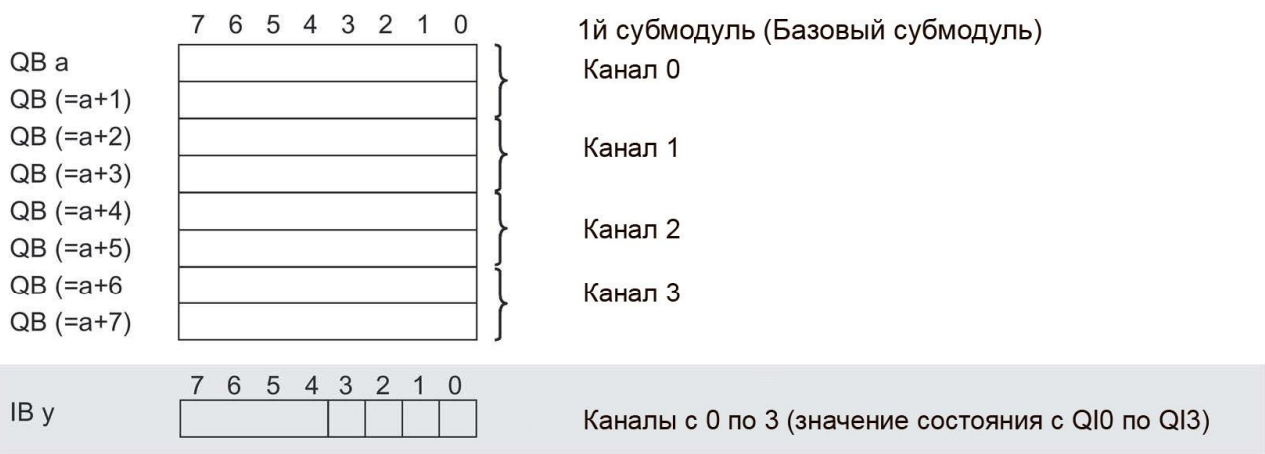 7 6 5 4 3 2 1 0 1й субмодуль (Базовый субмодуль)
QB a Канал 0
QB (=a+1)
QB (=a+2) Канал 1
QB (=a+3)
QB (=a+4) Канал 2
QB (=a+5)
QB (=a+6 Канал 3
QB (=a+7)
7 6 5 4 3 2 1 0
IB y Каналы с 0 по 3 (значение состояния с QI0 по QI3)